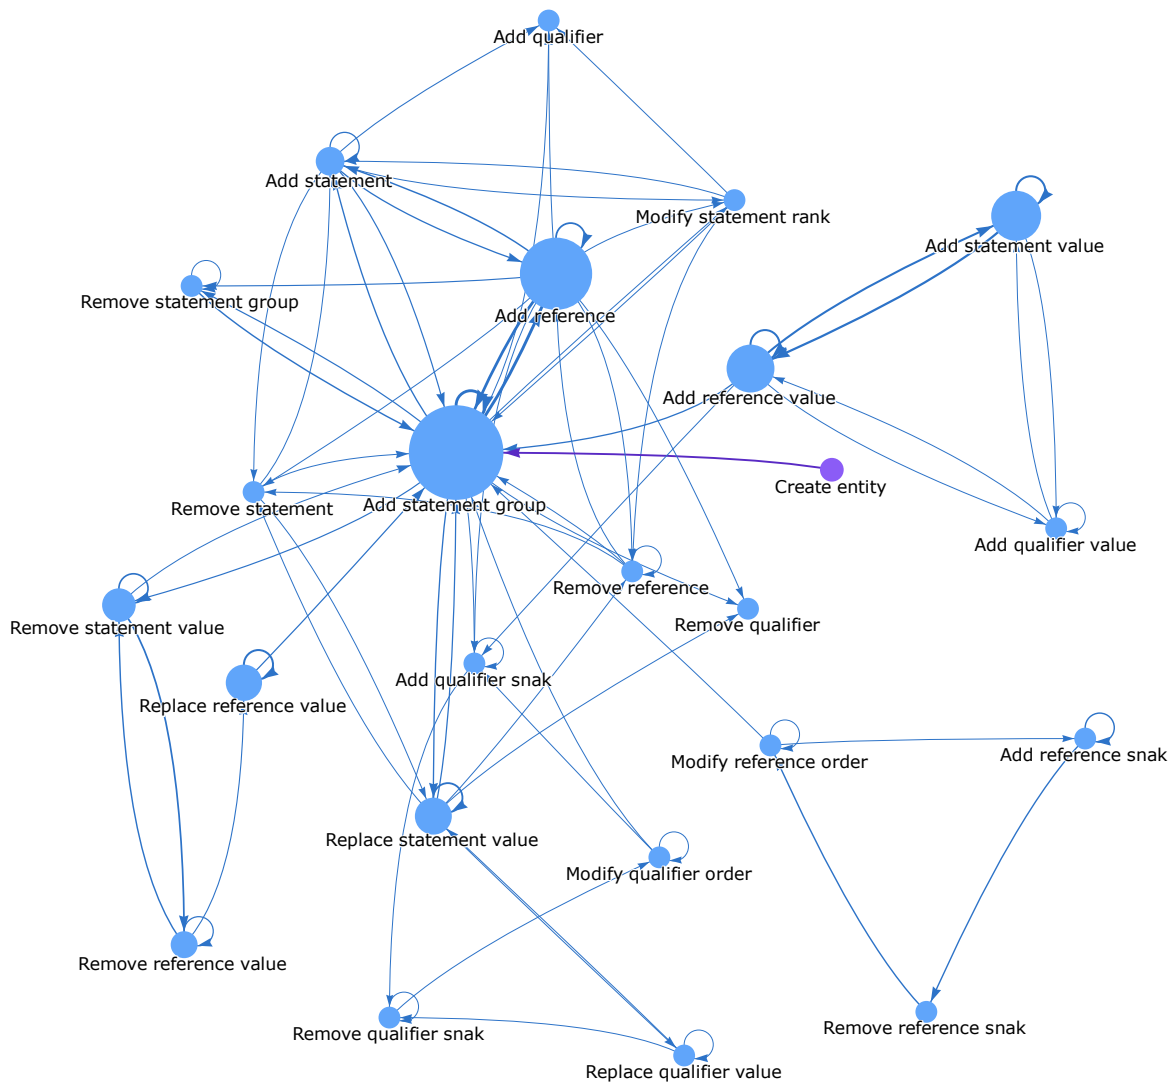 Add qualifier
Add statement
Modify statement rank
Add statement value
Remove statement group
Add reference
Add reference value
Create entity
Remove statement
Add statement group
Add qualifier value
Remove reference
Remove statement value
Remove qualifier
Add qualifier snak
Replace reference value
Modify reference order
Add reference snak
Replace statement value
Modify qualifier order
Remove reference value
Remove qualifier snak
Remove reference snak
Replace qualifier value